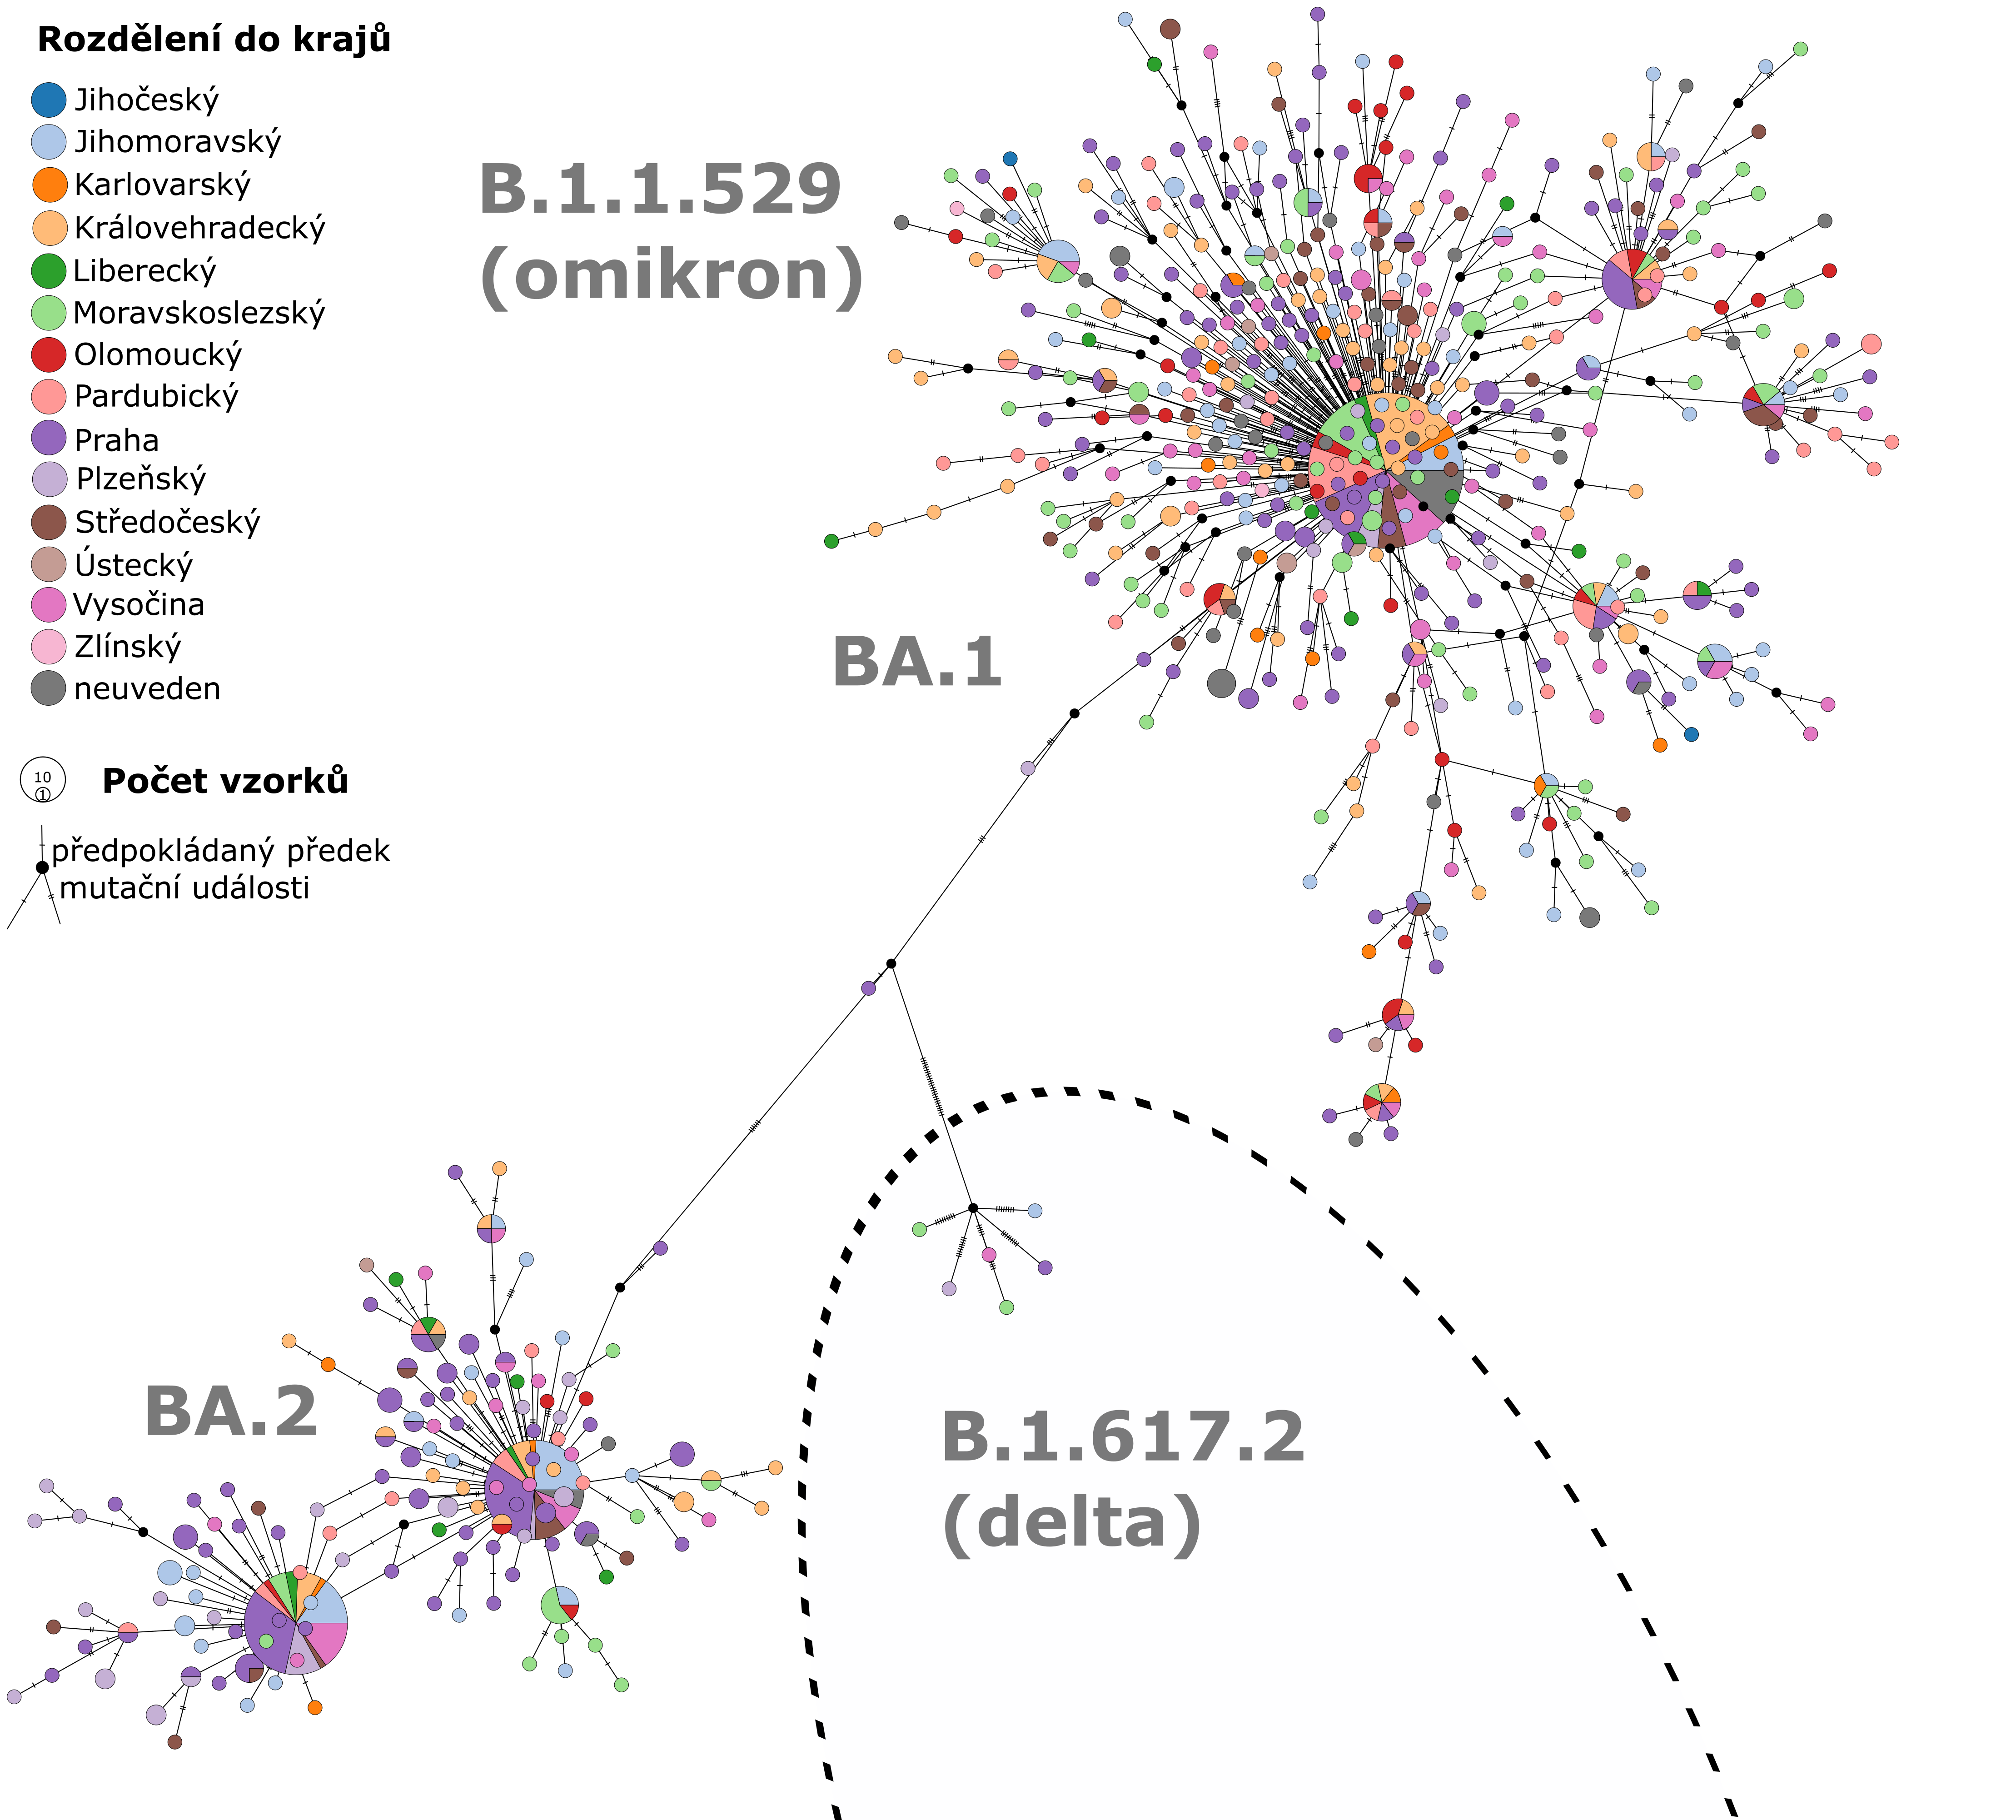 Rozdělení do krajů
Jihočeský
Jihomoravský
Karlovarský
Královehradecký
Liberecký
Moravskoslezský
Olomoucký
Pardubický
Praha
Plzeňský
Středočeský
Ústecký
Vysočina
Zlínský
neuveden
10
1
Počet vzorků
předpokládaný předek
mutační události
B.1.1.529
(omikron)
BA.1
BA.2
B.1.617.2
(delta)